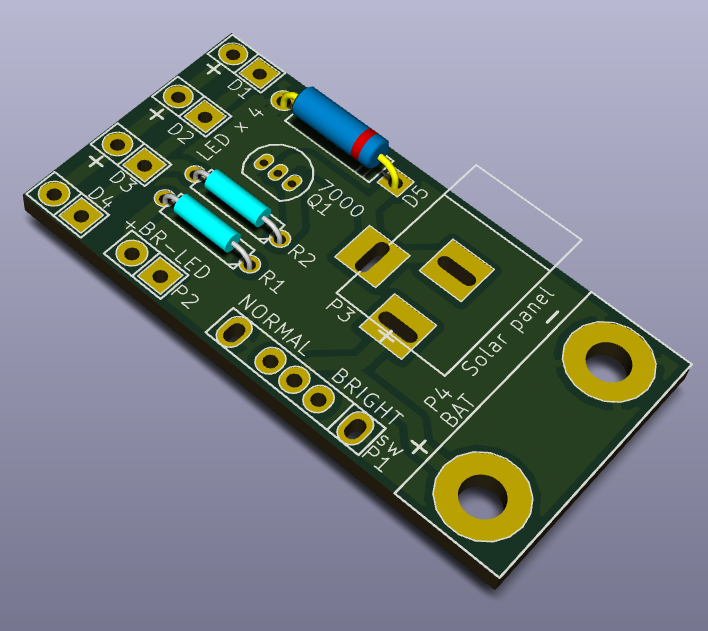 +
D1
+
D2
LED x 4
+
D3
D4
7000
Q1
D5
+BR-LED
P2
R2
R1
P3
+
NORMAL
BRIGHT
SW
P1
Solar panel
-
P4
BAT
+